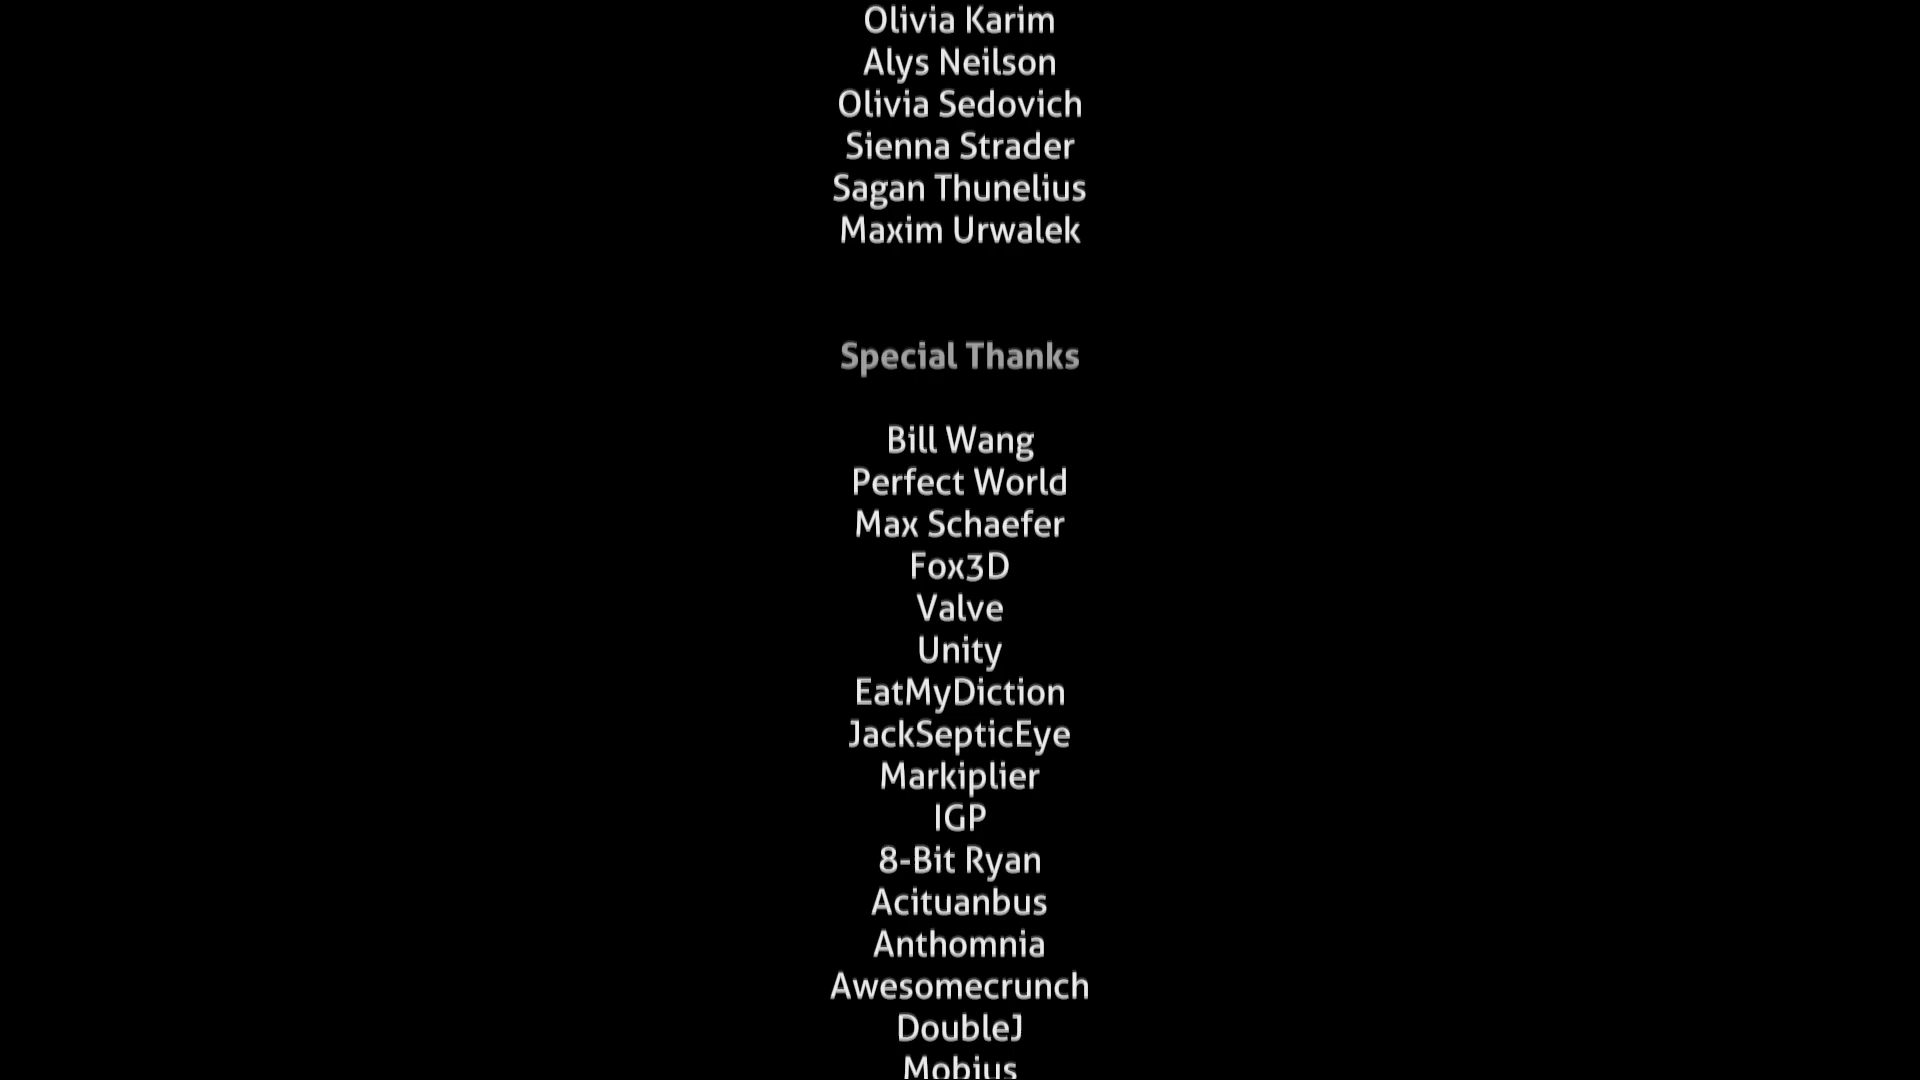 Olivia Karim
Alys Neilson
Olivia Sedovich
Sienna Strader
Sagan Thunelius
Maxim Urwalek
Special Thanks
Bill Wang
Perfect World
Max Schaefer
Fox3D
Valve
Unity
EatMyDiction
JackSepticEye
Markiplier
IGP
8-Bit Ryan
Acituanbus
Anthomnia
Awesomecrunch
DoubleJ
Mobius